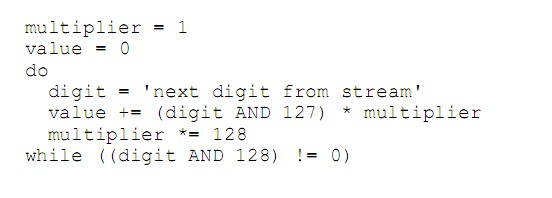 multiplier = 1
value = 0
do
  digit = 'next digit from stream'
  value += (digit AND 127) * multiplier
  multiplier *= 128
while ((digit AND 128) != 0)